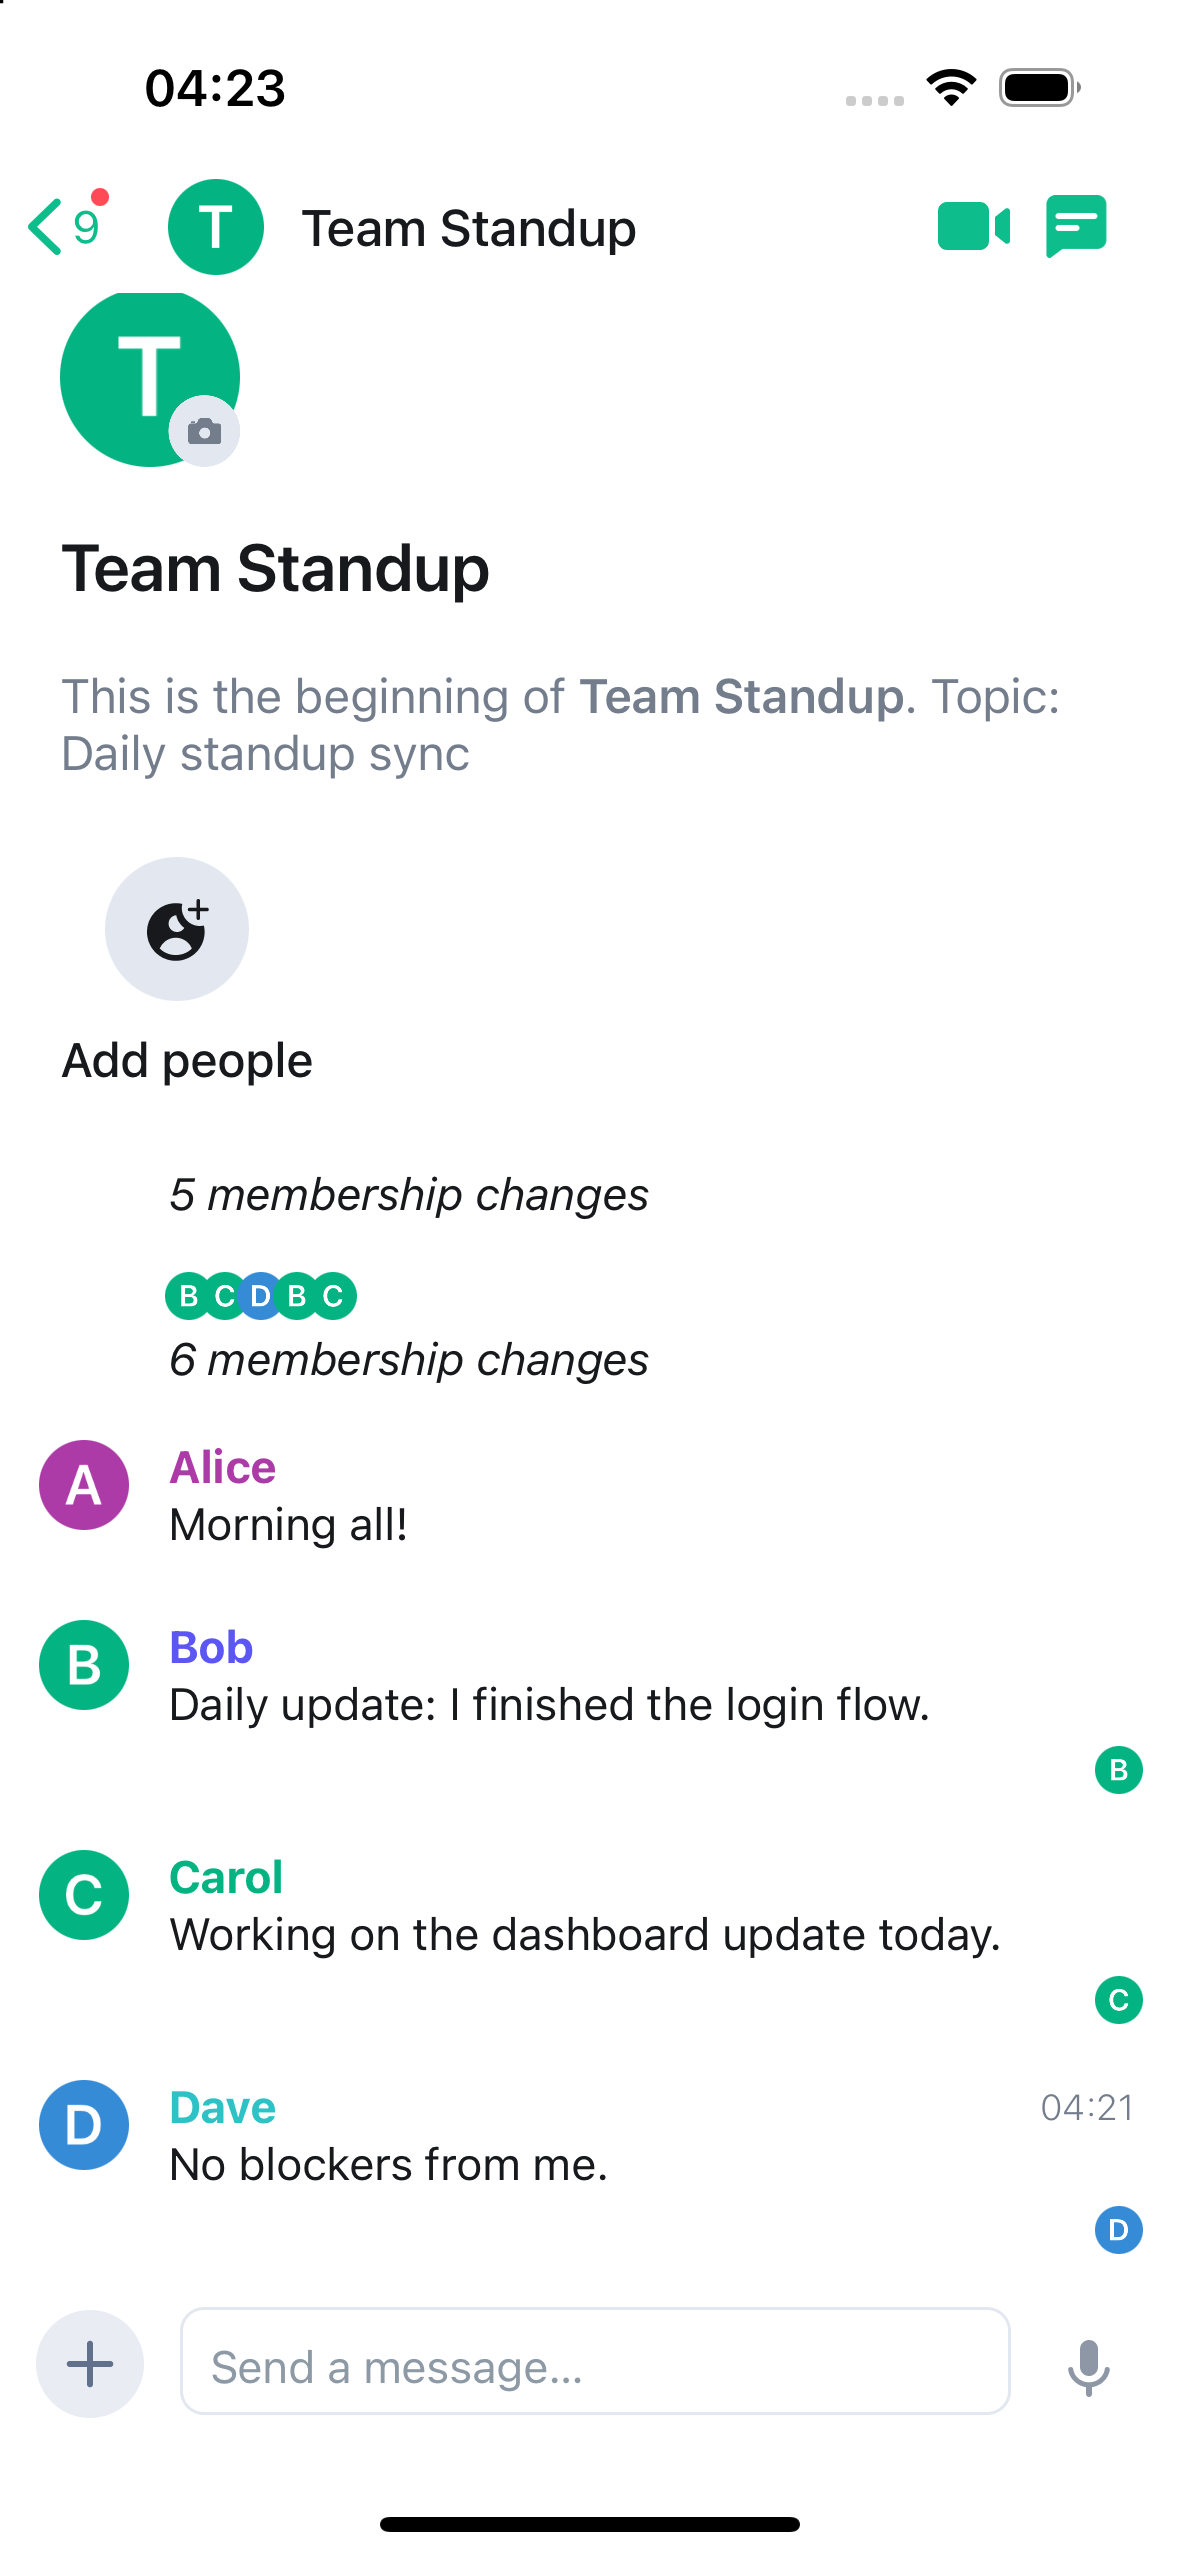 04:23
9
T
Team Standup
T
Team Standup
This is the beginning of Team Standup. Topic:
Daily standup sync
Add people
5 membership changes
B C D B C
6 membership changes
A
Alice
Morning all!
B
Bob
Daily update: I finished the login flow.
B
C
Carol
Working on the dashboard update today.
C
D
Dave
04:21
No blockers from me.
D
Send a message...